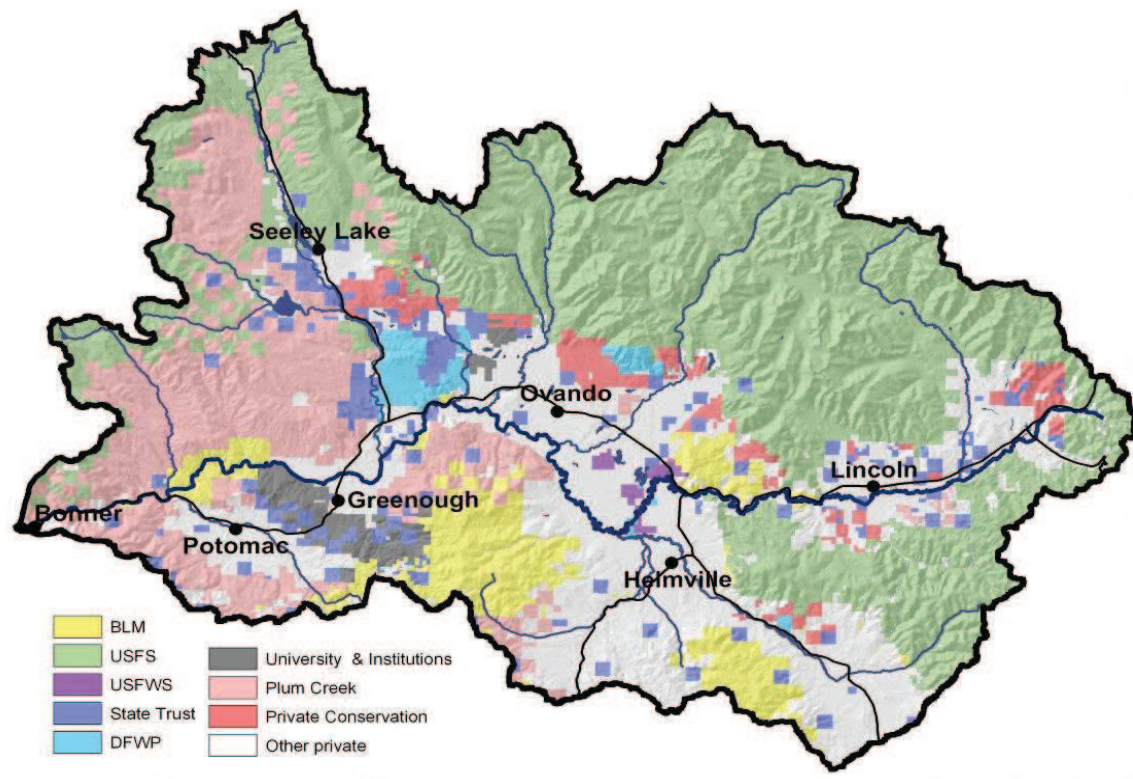 Seeley Lake
Ovando
Lincoln
Greenough
Bonner
Potomac
Helmville
BLM
USFS
USFWS
State Trust
DFWP
University & Institutions
Plum Creek
Private Conservation
Other private